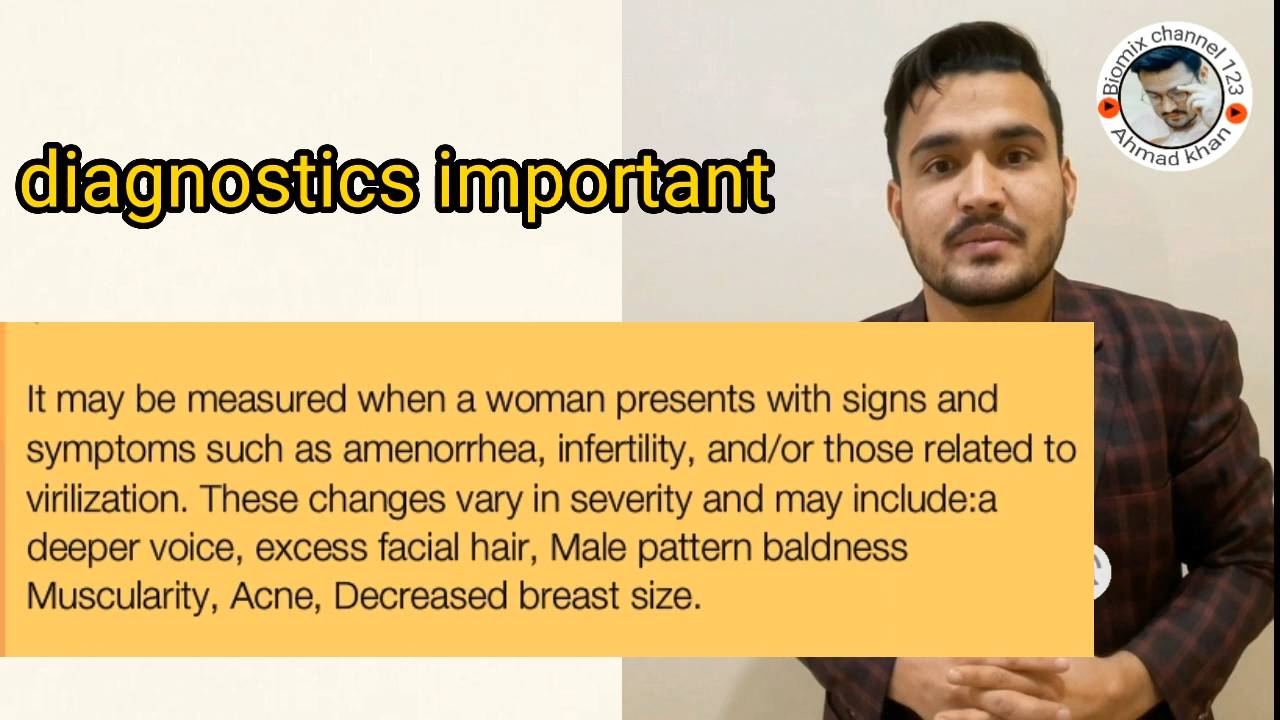 diagnostics important
Biomix channel 123
Ahmad khan
It may be measured when a woman presents with signs and
symptoms such as amenorrhea, infertility, and/or those related to
virilization. These changes vary in severity and may include:a
deeper voice, excess facial hair, Male pattern baldness
Muscularity, Acne, Decreased breast size.